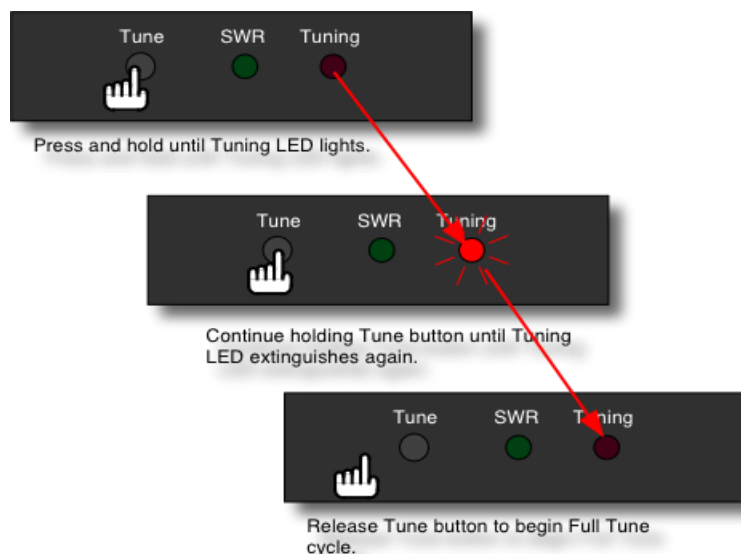 Tune SWR Tuning
Press and hold until Tuning LED lights.
Tune SWR Tuning
Continue holding Tune button until Tuning
LED extinguishes again.
Tune SWR Tuning
Release Tune button to begin Full Tune
cycle.